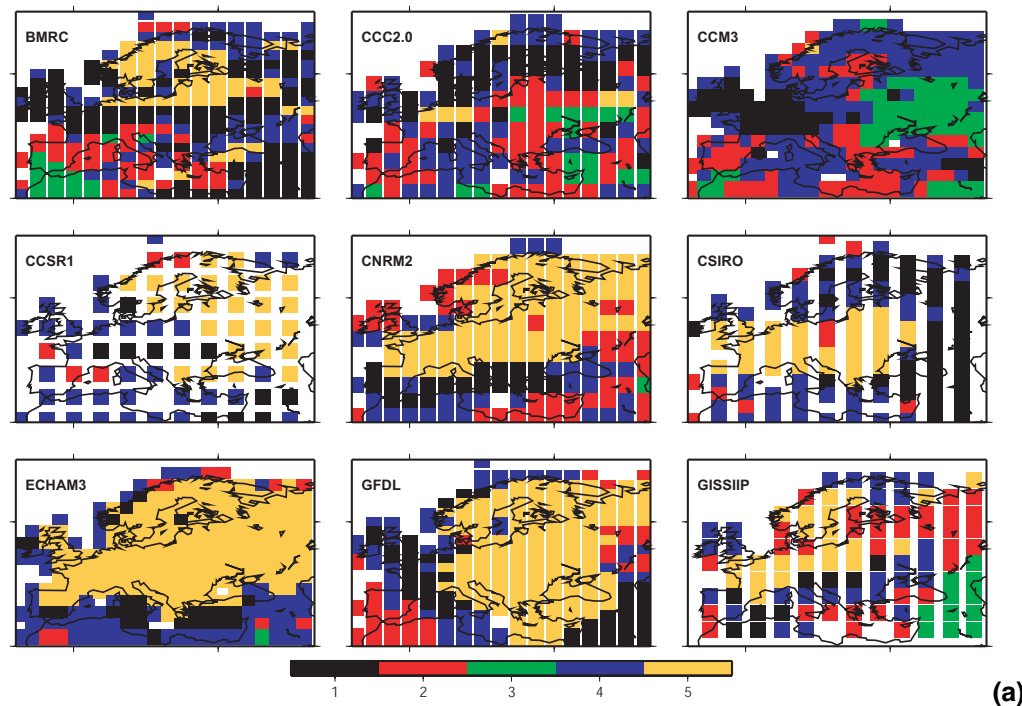 BMRC
CCC2.0
CCM3
CCSR1
CNRM2
CSIRO
ECHAM3
GFDL
GISSIIP
1 2 3 4 5
(a)